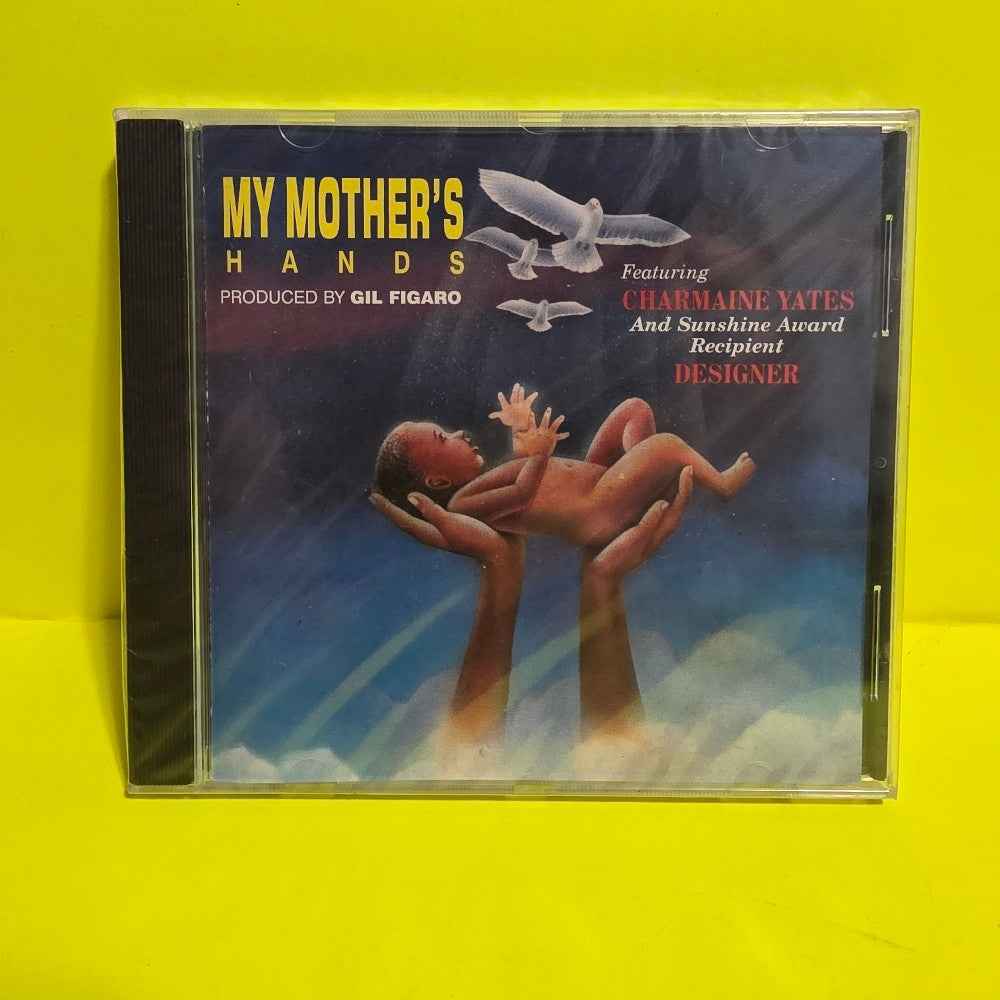 MY MOTHER'S
HANDS
PRODUCED BY GIL FIGARO
Featuring
CHARMAINE YATES
And Sunshine Award
Recipient
DESIGNER